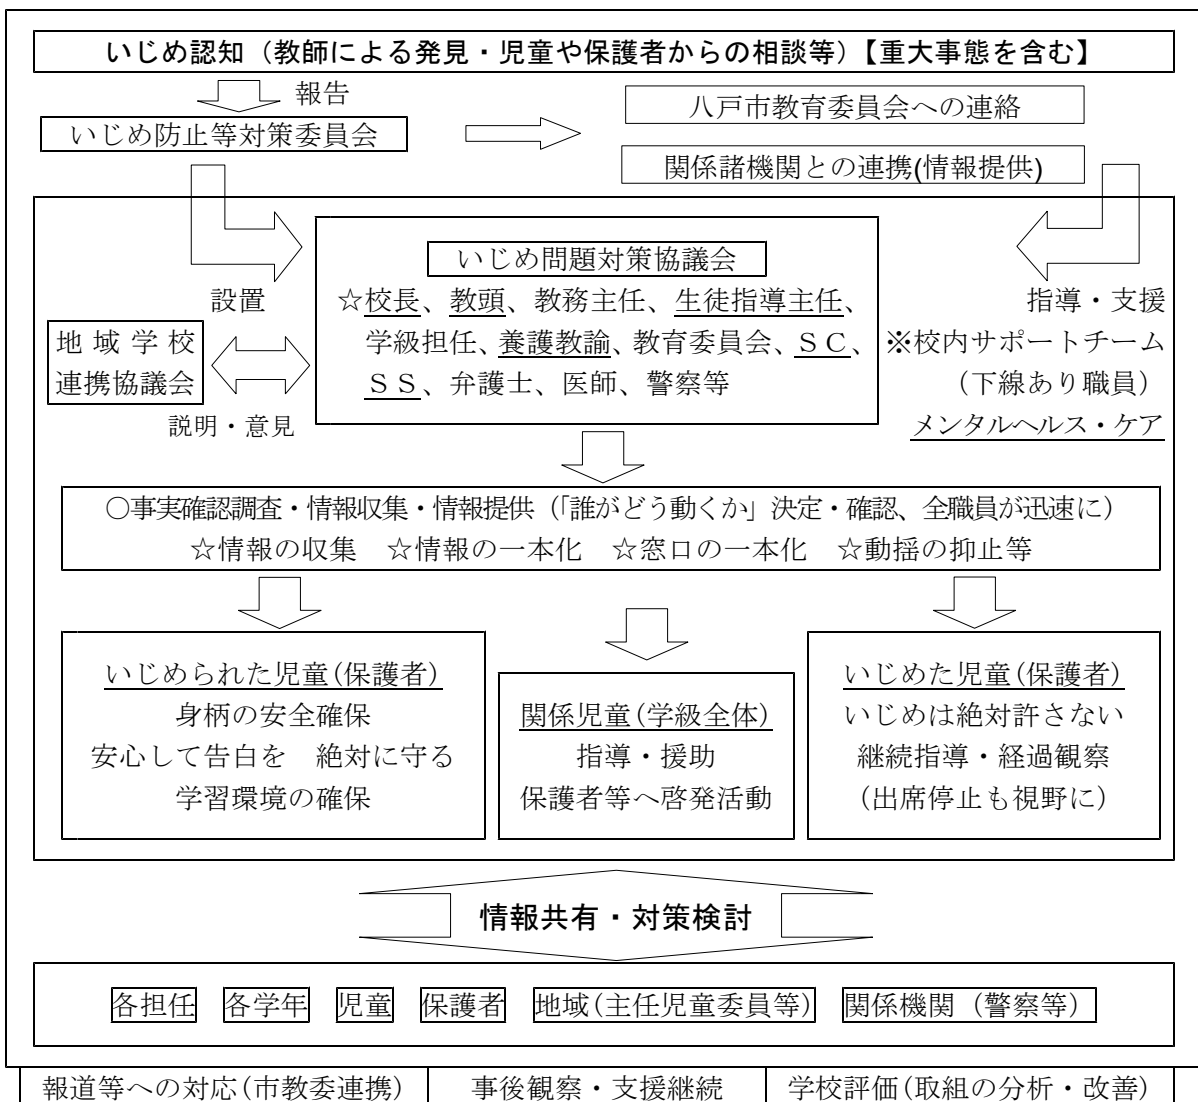 いじめ認知（教師による発見・児童や保護者からの相談等）【重大事態を含む】
報告
いじめ防止等対策委員会
八戸市教育委員会への連絡
関係諸機関との連携(情報提供)
いじめ問題対策協議会
☆校長、教頭、教務主任、生徒指導主任、
学級担任、養護教諭、教育委員会、ＳＣ、
ＳＳ、弁護士、医師、警察等
設置
地域学校
連携協議会
説明・意見
指導・支援
※校内サポートチーム
（下線あり職員）
メンタルヘルス・ケア
○事実確認調査・情報収集・情報提供（「誰がどう動くか」決定・確認、全職員が迅速に）
☆情報の収集　☆情報の一本化　☆窓口の一本化　☆動揺の抑止等
いじめられた児童(保護者)
身柄の安全確保
安心して告白を　絶対に守る
学習環境の確保
関係児童(学級全体)
指導・援助
保護者等へ啓発活動
いじめた児童(保護者)
いじめは絶対許さない
継続指導・経過観察
（出席停止も視野に）
情報共有・対策検討
各担任　各学年　児童　保護者　地域(主任児童委員等)　関係機関（警察等）
報道等への対応(市教委連携)　事後観察・支援継続　学校評価(取組の分析・改善)